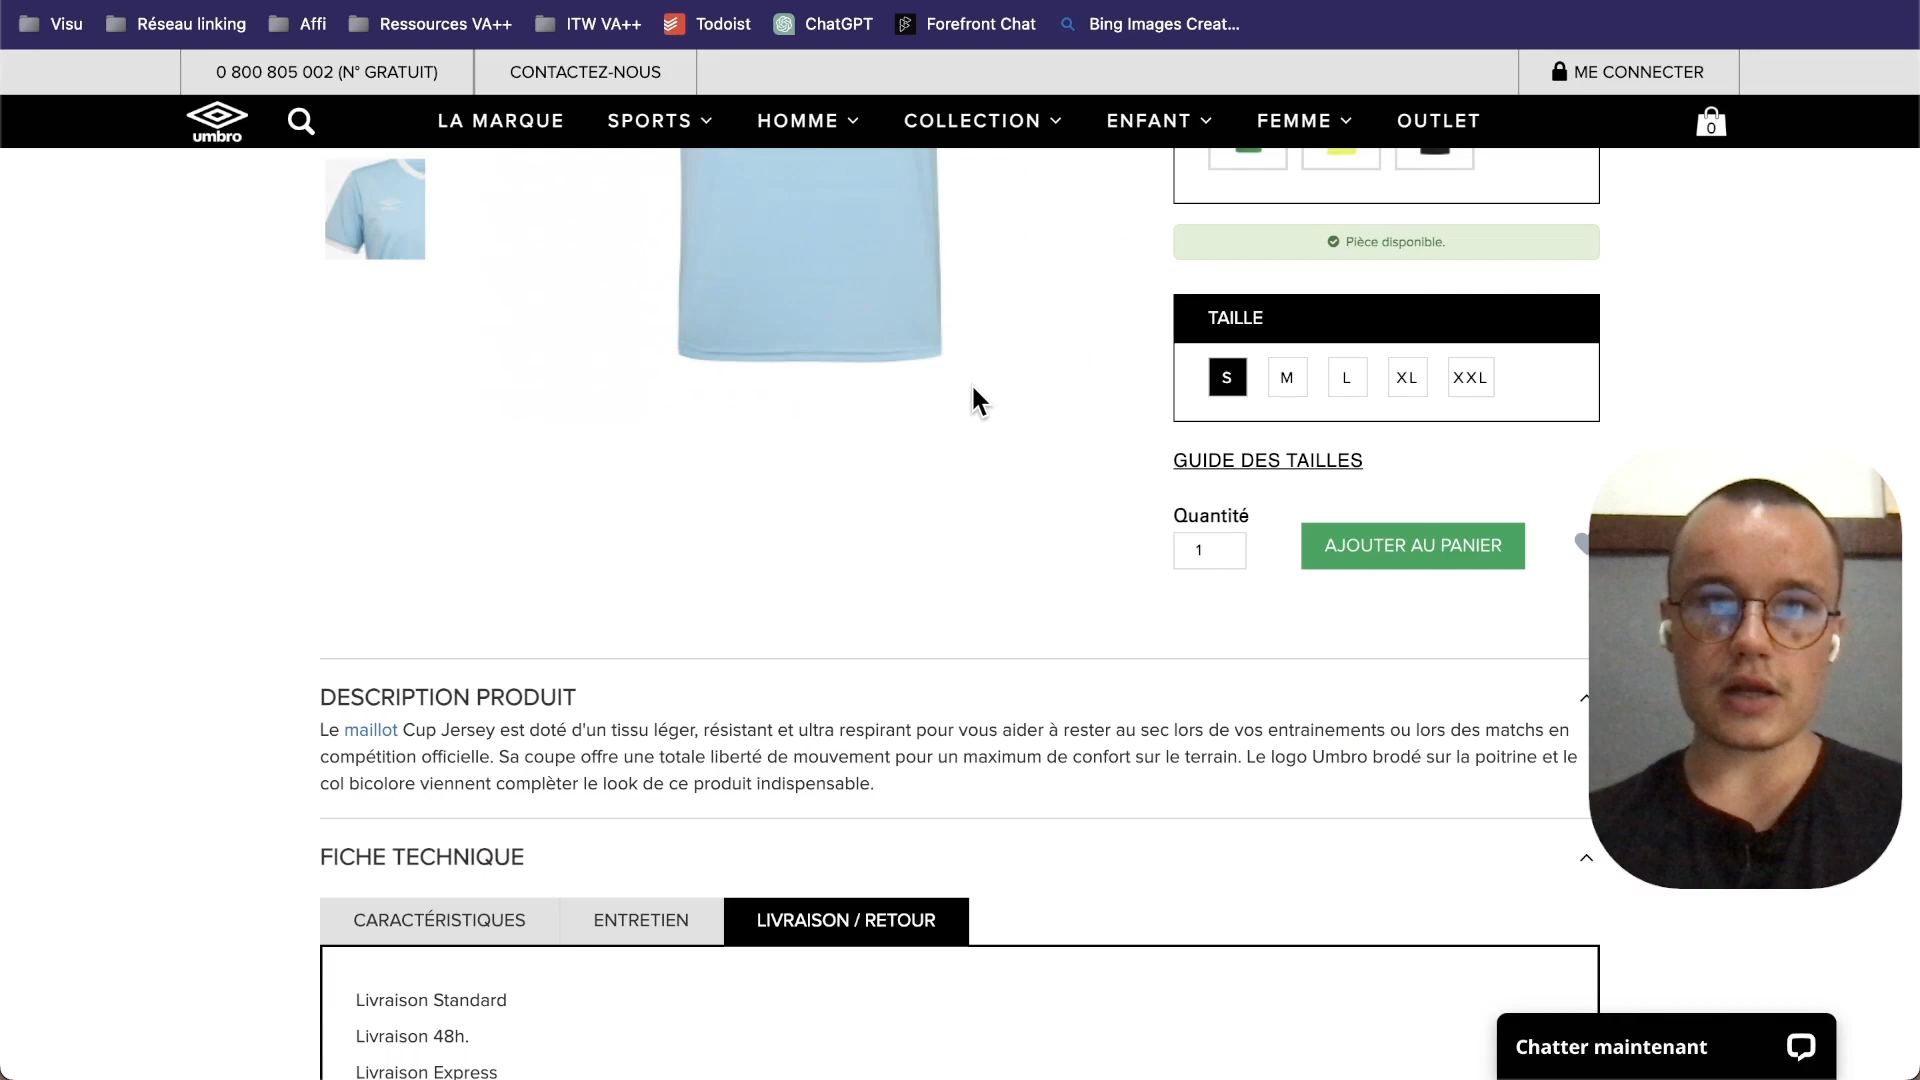 Visu Réseau linking Affi Ressources VA++ ITW VA++ Todoist ChatGPT Forefront Chat Bing Images Creat...
0 800 805 002 (N° GRATUIT) CONTACTEZ-NOUS ME CONNECTER
umbro LA MARQUE SPORTS HOMME COLLECTION ENFANT FEMME OUTLET 0
Pièce disponible.
TAILLE
S M L XL XXL
GUIDE DES TAILLES
Quantité
1 AJOUTER AU PANIER
DESCRIPTION PRODUIT
Le maillot Cup Jersey est doté d'un tissu léger, résistant et ultra respirant pour vous aider à rester au sec lors de vos entrainements ou lors des matchs en
compétition officielle. Sa coupe offre une totale liberté de mouvement pour un maximum de confort sur le terrain. Le logo Umbro brodé sur la poitrine et le
col bicolore viennent complèter le look de ce produit indispensable.
FICHE TECHNIQUE
CARACTÉRISTIQUES ENTRETIEN LIVRAISON / RETOUR
Livraison Standard
Livraison 48h.
Livraison Express
Chatter maintenant